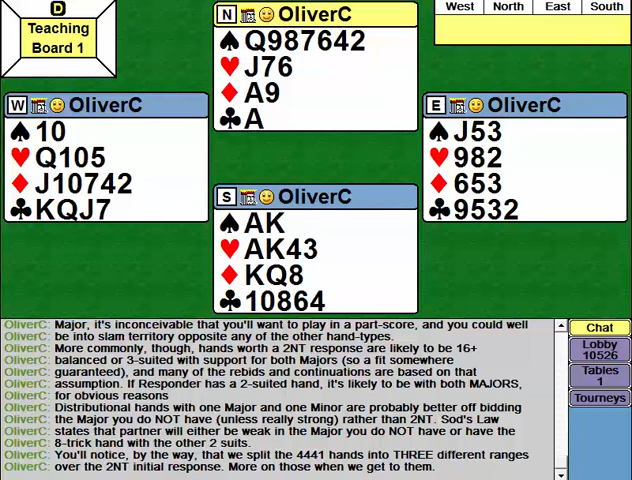 D
Teaching
Board 1
N OliverC
♠Q987642
♥J76
♦A9
♣A
West North East South
W OliverC
♠10
♥Q105
♦J10742
♣KQJ7
E OliverC
♠J53
♥982
♦653
♣9532
S OliverC
♠AK
♥AK43
♦KQ8
♣10864
OliverC: Major, it's inconceivable that you'll want to play in a part-score, and you could well
OliverC: be into slam territory opposite any of the other hand-types.
OliverC: More commonly, though, hands worth a 2NT response are likely to be 16+
OliverC: balanced or 3-suited with support for both Majors (so a fit somewhere
OliverC: guaranteed), and many of the rebids and continuations are based on that
OliverC: assumption. If Responder has a 2-suited hand, it's likely to be with both MAJORS,
OliverC: for obvious reasons
OliverC: Distributional hands with one Major and one Minor are probably better off bidding
OliverC: the Major you do NOT have (unless really strong) rather than 2NT. Sod's Law
OliverC: states that partner will either be weak in the Major you do NOT have or have the
OliverC: 8-trick hand with the other 2 suits.
OliverC: You'll notice, by the way, that we split the 4441 hands into THREE different ranges
OliverC: over the 2NT initial response. More on those when we get to them.
Chat
Lobby
10526
Tables
1
Tourneys